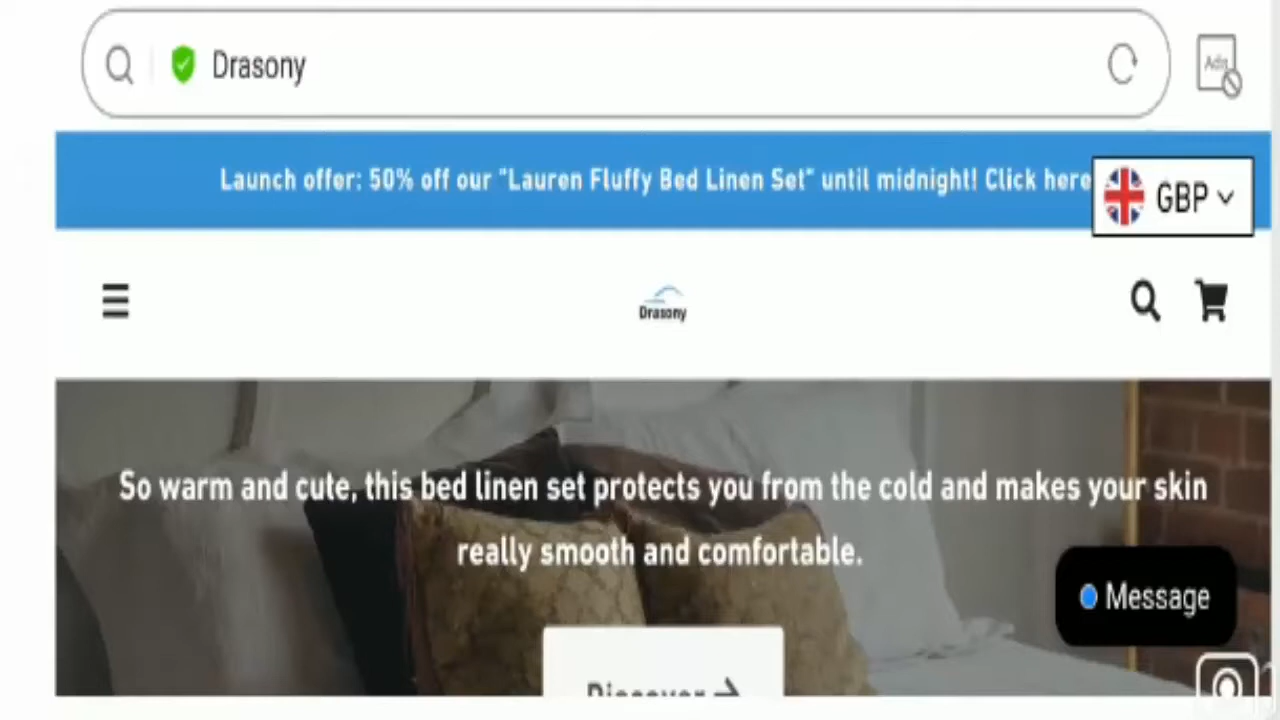 Drasony
Ads
Launch offer: 50% off our "Lauren Fluffy Bed Linen Set" until midnight! Click here
GBP
Drasony
So warm and cute, this bed linen set protects you from the cold and makes your skin
really smooth and comfortable.
Message
Discover →